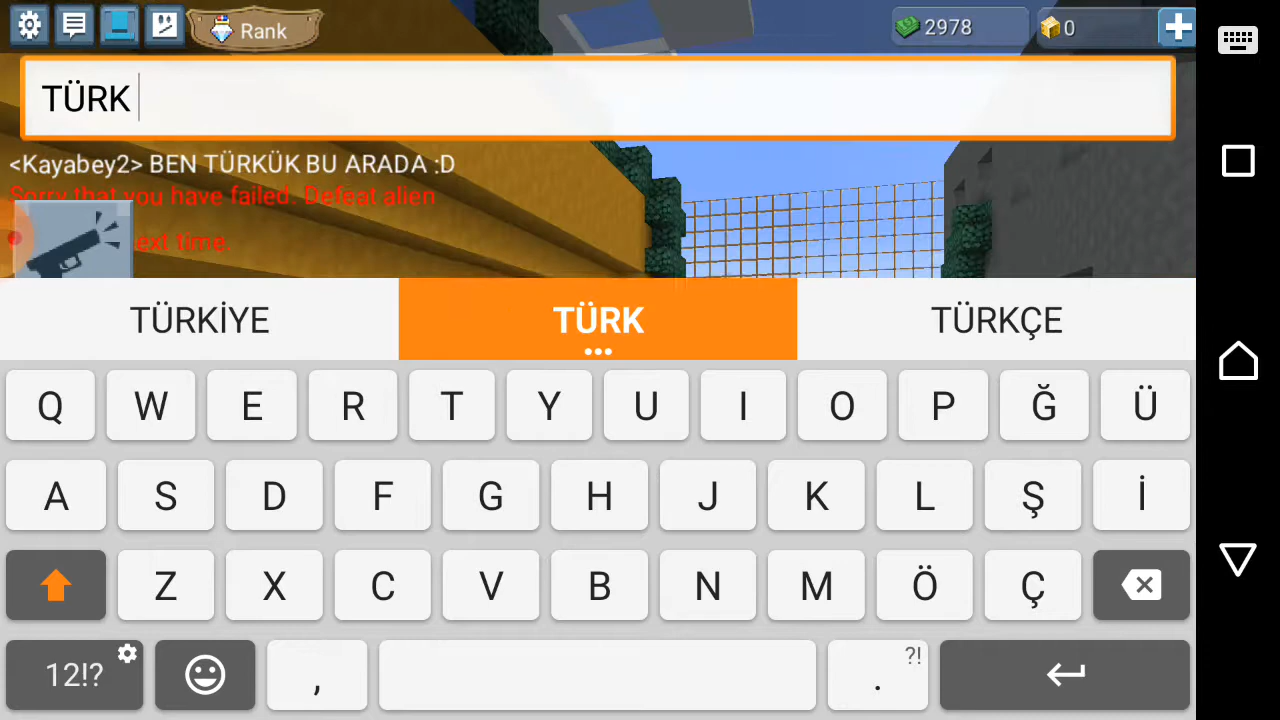 Rank
2978
0
TÜRK
<Kayabey2> BEN TÜRKÜK BU ARADA :D
Sorry that you have failed. Defeat alien
ext time.
TÜRKİYE TÜRK TÜRKÇE
Q W E R T Y U I O P Ğ Ü
A S D F G H J K L Ş İ
Z X C V B N M Ö Ç
12!? , . ?!